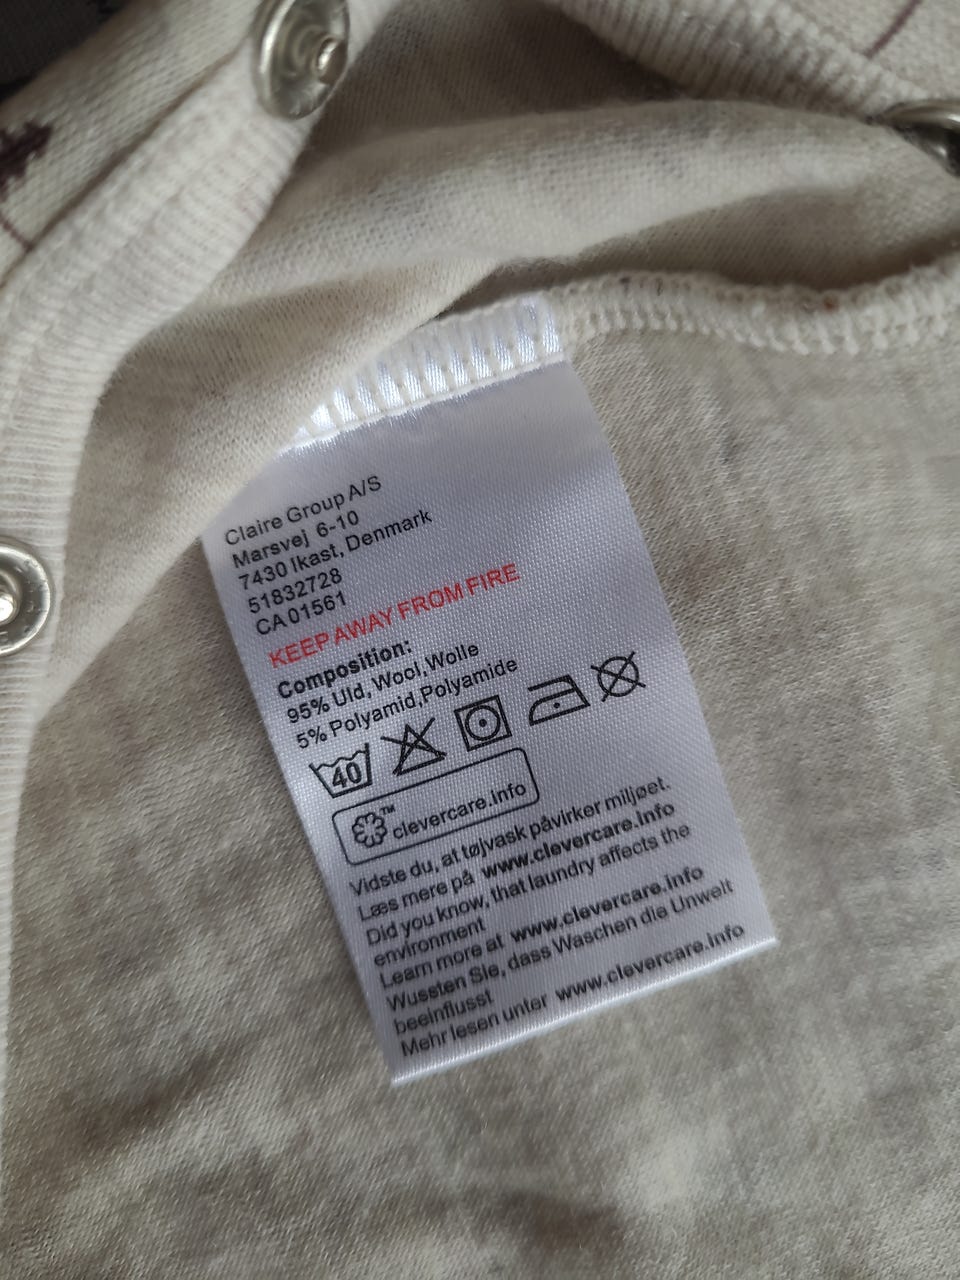 Claire Group A/S
Marsvej 6-10
7430 Ikast, Denmark
51832728
CA 01561
KEEP AWAY FROM FIRE
Composition:
95% Uld, Wool, Wolle
5% Polyamid, Polyamide
40
™ clevercare.info
Vidste du, at tøjvask påvirker miljøet.
Læs mere på www.clevercare.info
Did you know, that laundry affects the
environment
Learn more at www.clevercare.info
Wussten Sie, dass Waschen die Unwelt
beeinflusst
Mehr lesen unter www.clevercare.info